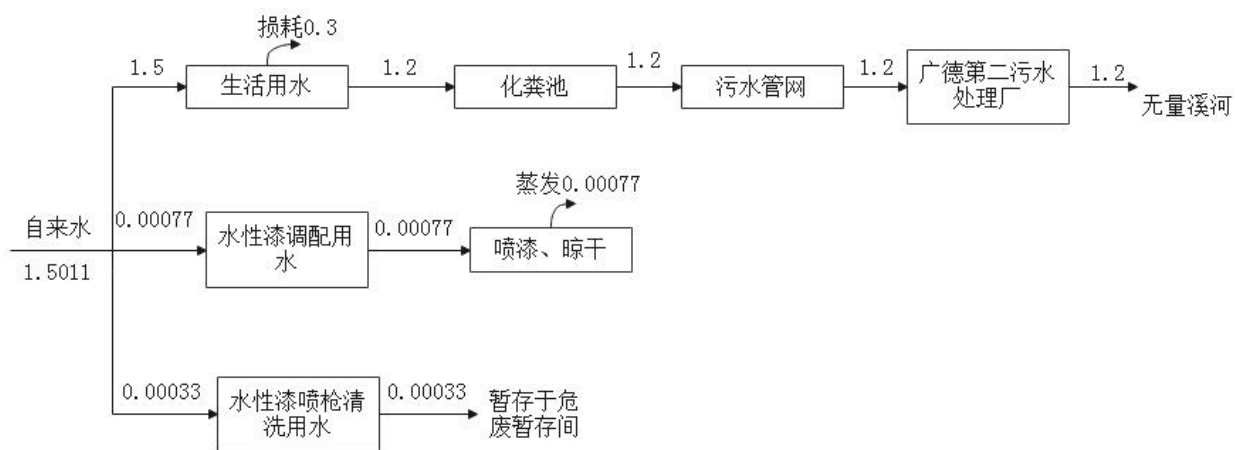 损耗0.3
1.5
生活用水
1.2
化粪池
1.2
污水管网
1.2
广德第二污水
处理厂
1.2
无量溪河
蒸发0.00077
自来水
1.5011
0.00077
水性漆调配用
水
0.00077
喷漆、晾干
0.00033
水性漆喷枪清
洗用水
0.00033
暂存于危
废暂存间